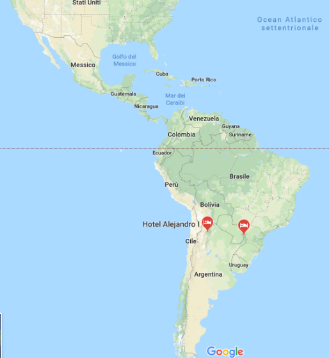 Stati Uniti
Oceano Atlantico
settentrionale
Golfo del
Messico
Messico
Cuba
Porto Rico
Mar dei
Caraibi
Guatemala
Nicaragua
Venezuela
Guyana
Suriname
Colombia
Ecuador
Brasile
Perù
Bolivia
Hotel Alejandro I
Cile
Uruguay
Argentina
Google